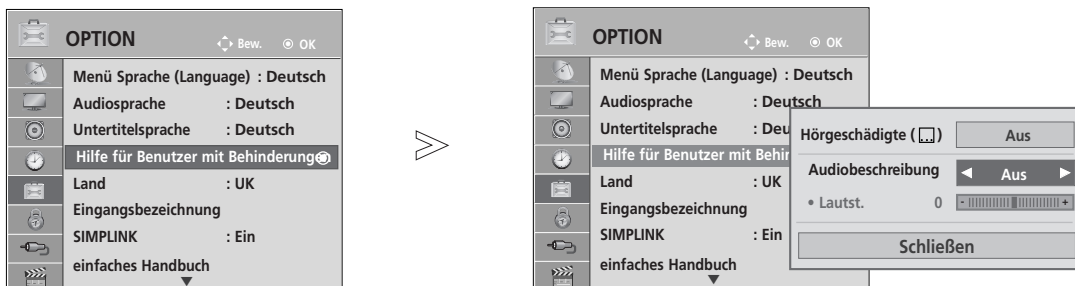 OPTION
Bew. OK
Menü Sprache (Language) : Deutsch
Audiosprache : Deutsch
Untertitelsprache : Deutsch
Hilfe für Benutzer mit Behinderung
Land : UK
Eingangsbezeichnung
SIMPLINK : Ein
einfaches Handbuch
OPTION
Bew. OK
Menü Sprache (Language) : Deutsch
Audiosprache : Deutsch
Untertitelsprache : Deu
Hilfe für Benutzer mit Behin
Land : UK
Eingangsbezeichnung
SIMPLINK : Ein
einfaches Handbuch
Hörgeschädigte ( ) Aus
Audiobeschreibung ◀ Aus ▶
• Lautst. 0 - +
Schließen